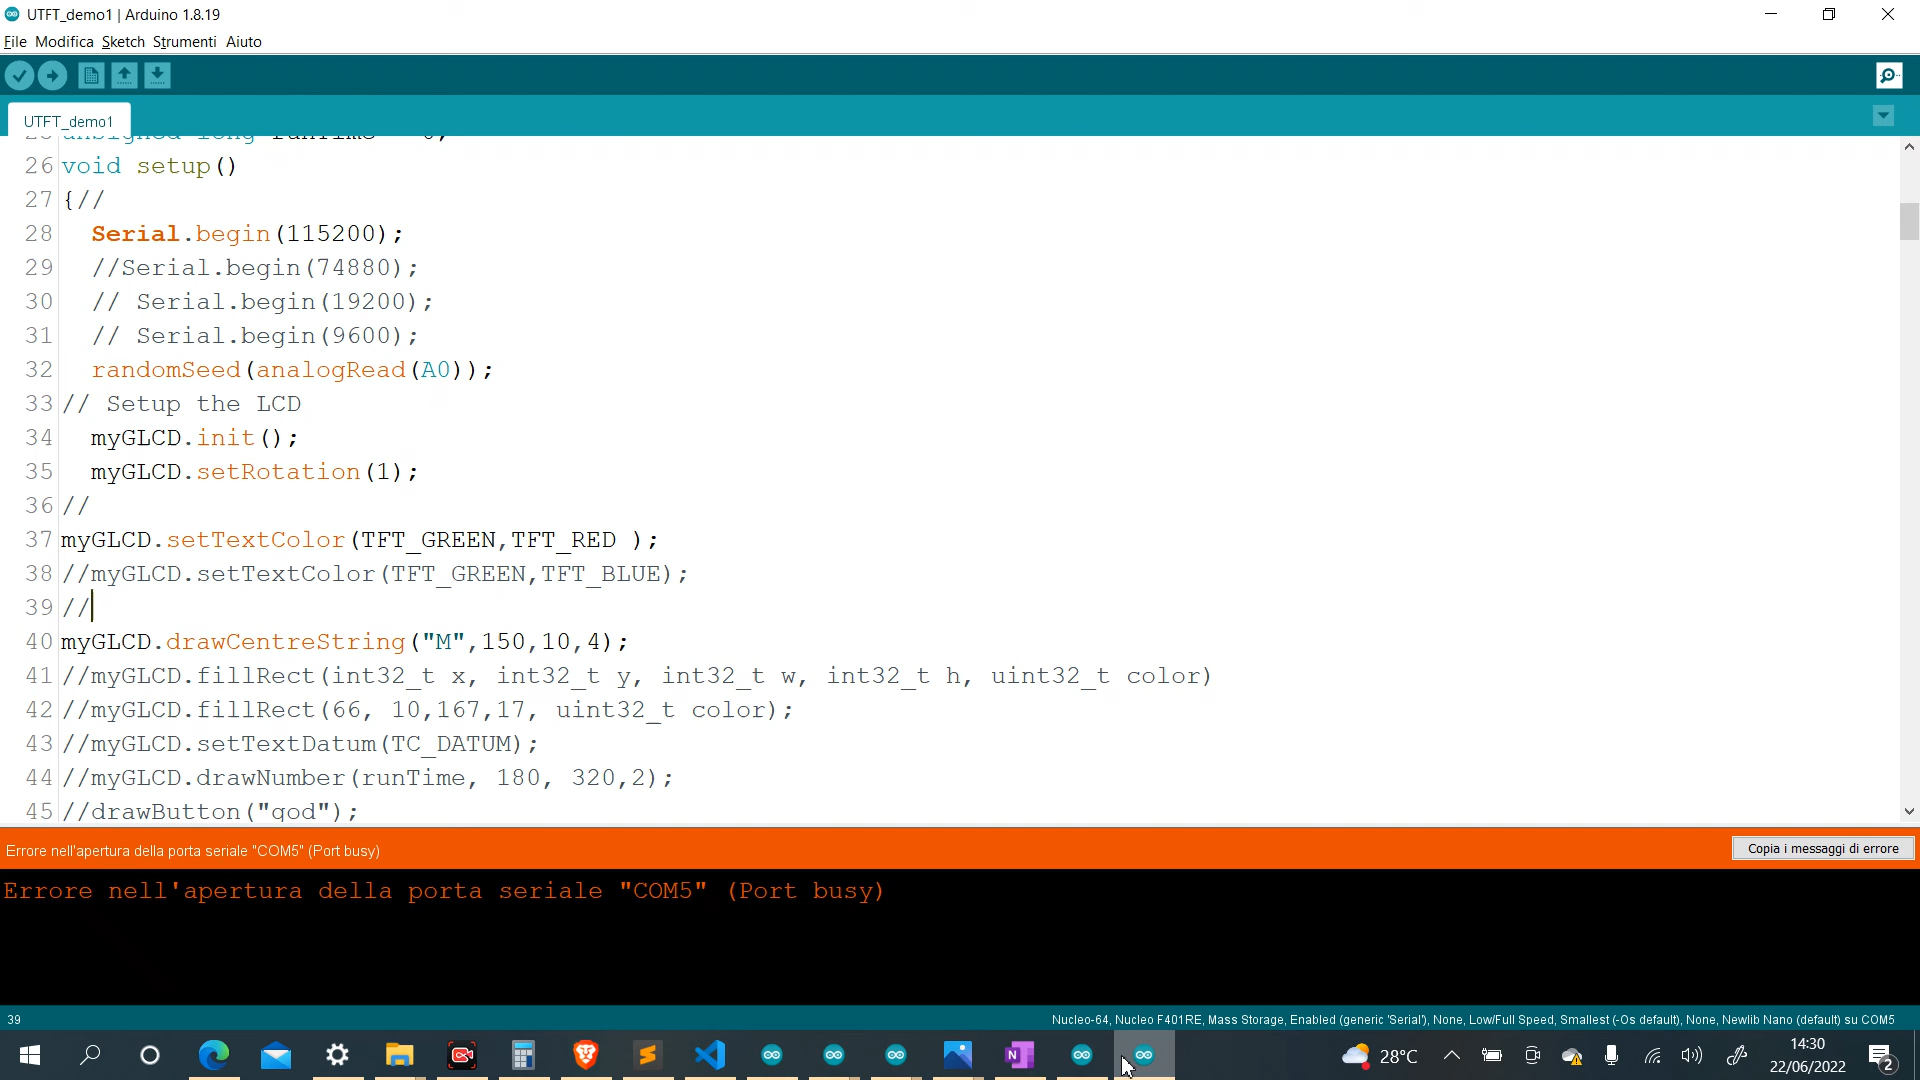 UTFT_demo1 | Arduino 1.8.19
File Modifica Sketch Strumenti Aiuto
UTFT_demo1
26 void setup()
27 {//
28 Serial.begin(115200);
29 //Serial.begin(74880);
30 // Serial.begin(19200);
31 // Serial.begin(9600);
32 randomSeed(analogRead(A0));
33 // Setup the LCD
34 myGLCD.init();
35 myGLCD.setRotation(1);
36 //
37 myGLCD.setTextColor(TFT_GREEN,TFT_RED );
38 //myGLCD.setTextColor(TFT_GREEN,TFT_BLUE);
39 //
40 myGLCD.drawCentreString("M",150,10,4);
41 //myGLCD.fillRect(int32_t x, int32_t y, int32_t w, int32_t h, uint32_t color)
42 //myGLCD.fillRect(66, 10,167,17, uint32_t color);
43 //myGLCD.setTextDatum(TC_DATUM);
44 //myGLCD.drawNumber(runTime, 180, 320,2);
45 //drawButton("god");
Errore nell'apertura della porta seriale "COM5" (Port busy)
Copia i messaggi di errore
Errore nell'apertura della porta seriale "COM5" (Port busy)
39
Nucleo-64, Nucleo F401RE, Mass Storage, Enabled (generic 'Serial'), None, Low/Full Speed, Smallest (-Os default), None, Newlib Nano (default) su COM5
28°C
14:30
22/06/2022
2